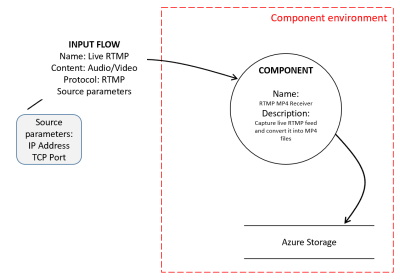 Component environment
INPUT FLOW
Name: Live RTMP
Content: Audio/Video
Protocol: RTMP
Source parameters
Source
parameters:
IP Address
TCP Port
COMPONENT
Name:
RTMP MP4 Receiver
Description:
Capture live RTMP feed
and convert it into MP4
files
Azure Storage